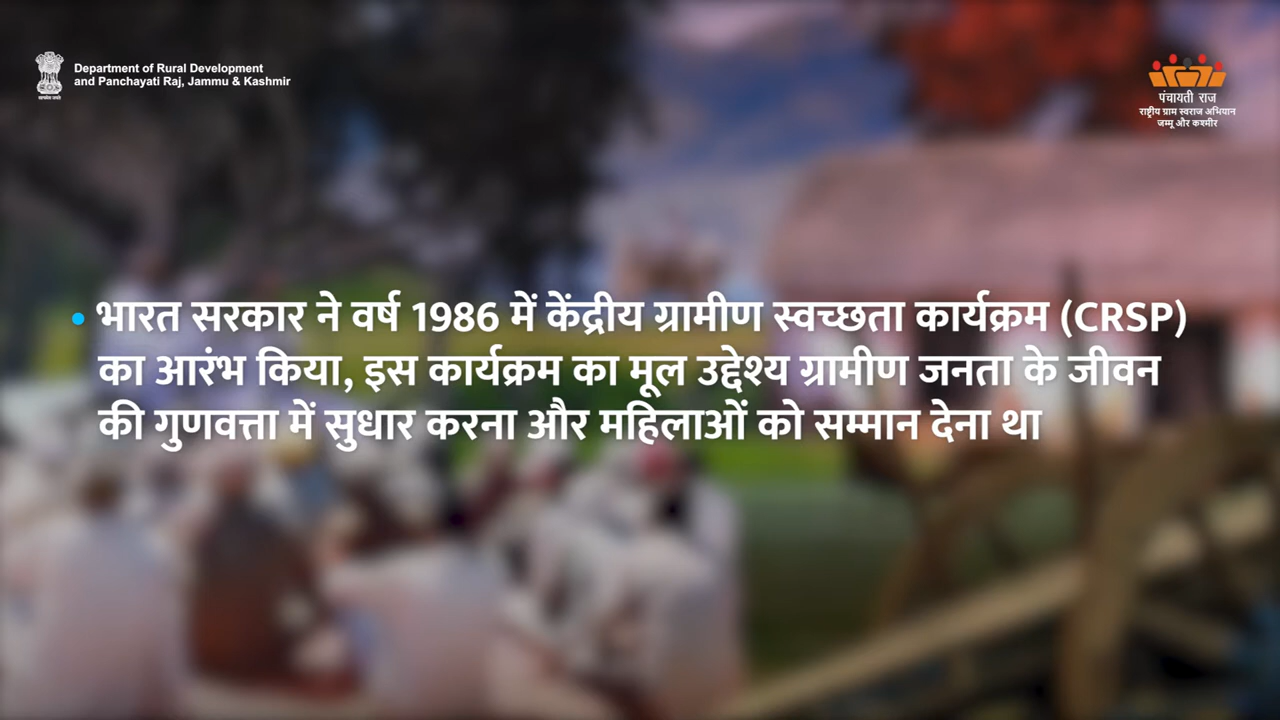 Department of Rural Development
and Panchayati Raj, Jammu & Kashmir
पंचायती राज
राष्ट्रीय ग्राम स्वराज अभियान
जम्मू और कश्मीर
• भारत सरकार ने वर्ष 1986 में केंद्रीय ग्रामीण स्वच्छता कार्यक्रम (CRSP)
का आरंभ किया, इस कार्यक्रम का मूल उद्देश्य ग्रामीण जनता के जीवन
की गुणवत्ता में सुधार करना और महिलाओं को सम्मान देना था